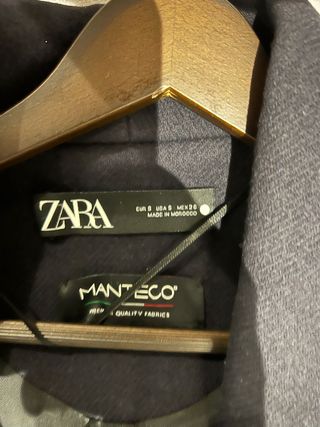 ZARA
EUR S USA S MEX 26
MADE IN MOROCCO
MANTECO®
QUALITY FABRICS